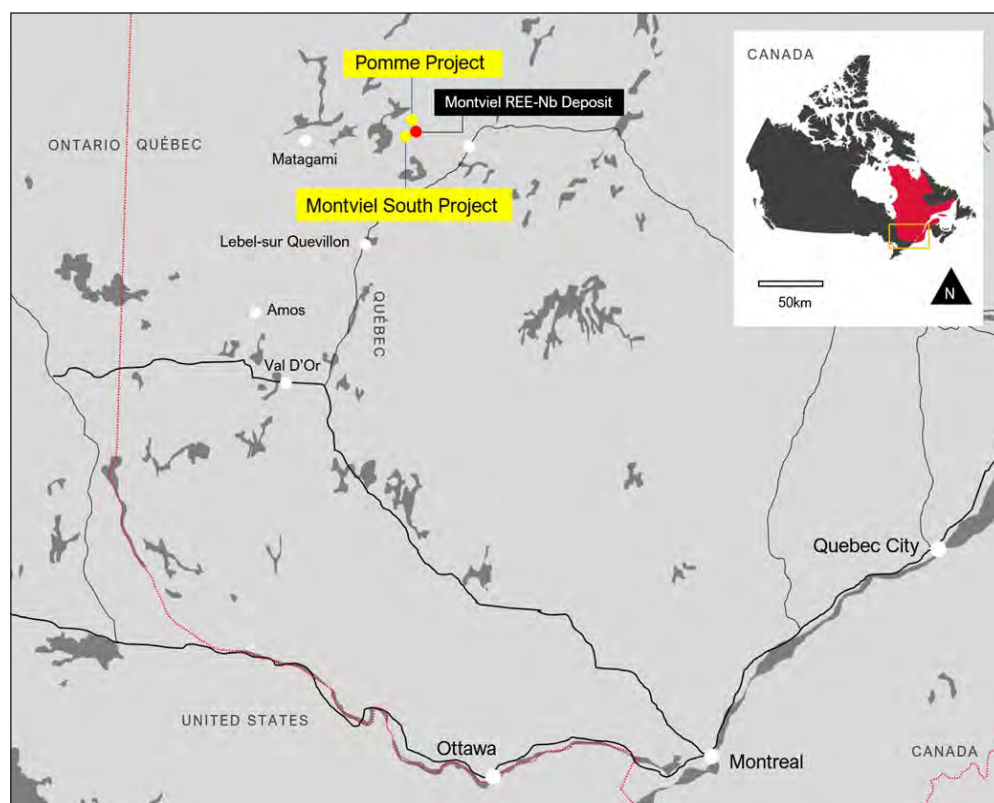 CANADA
Pomme Project
Montviel REE-Nb Deposit
ONTARIO
QUÉBEC
Matagami
Montviel South Project
Lebel-sur Quevillon
50km
N
QUÉBEC
Amos
Val D'Or
Quebec City
UNITED STATES
Ottawa
Montreal
CANADA